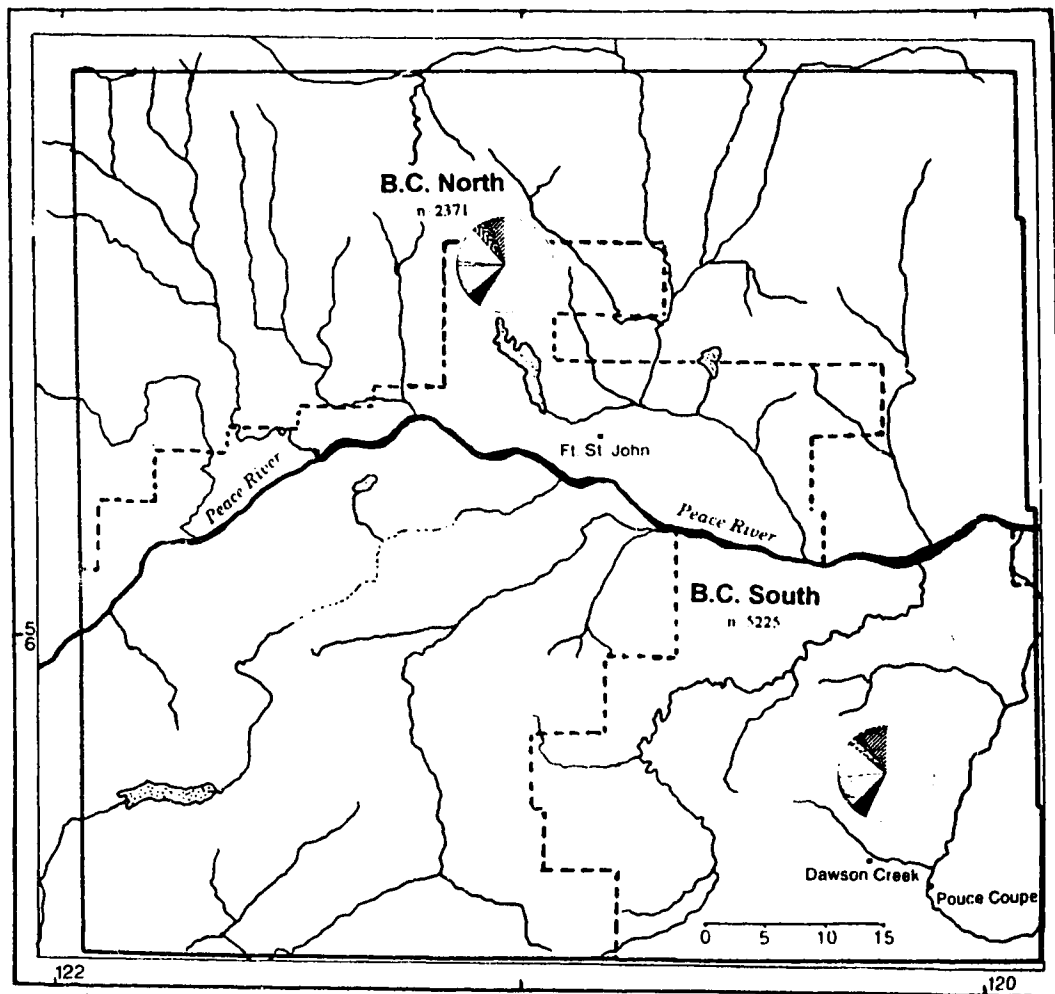 B.C. North
n 2371
Ft. St John
Peace River
Peace River
B.C. South
n 5225
56
Dawson Creek
Pouce Coupe
0 5 10 15
122
120